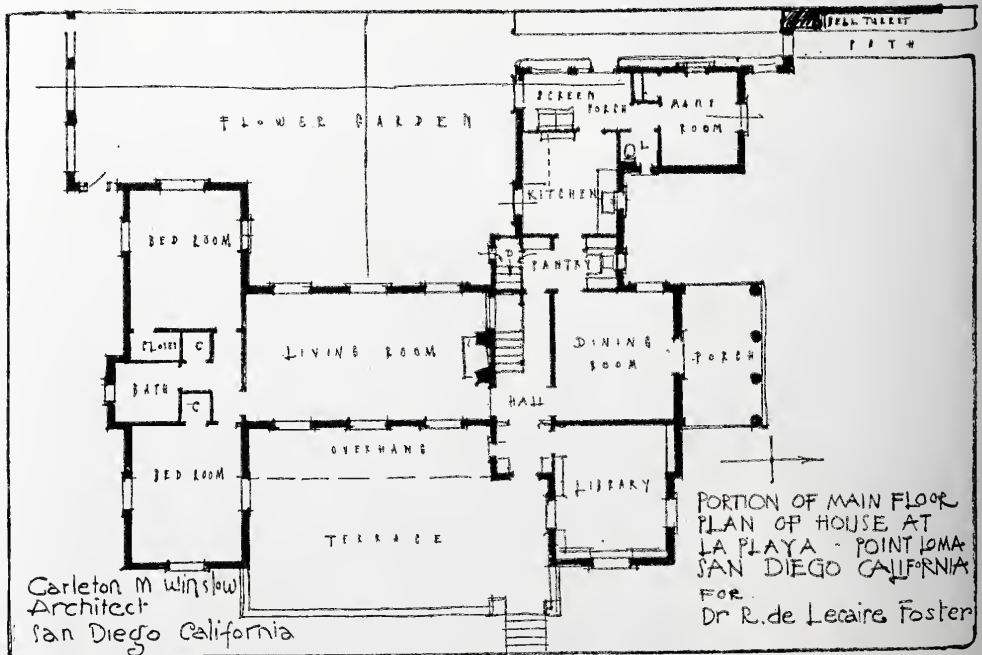 BELL TURRET
PATH
SCREEN
PORCH
MANS
ROOM
FLOWER GARDEN
L
KITCHEN
BED ROOM
D
PANTRY
CLOSET
C
LIVING ROOM
DINING
ROOM
PORCH
BATH
C
HALL
OVERHANG
BED ROOM
LIBRARY
TERRACE
PORTION OF MAIN FLOOR
PLAN OF HOUSE AT
LA PLAYA - POINT LOMA
SAN DIEGO CALIFORNIA
FOR.
Dr R. de Lecaire Foster
Carleton M Winslow
Architect
San Diego California